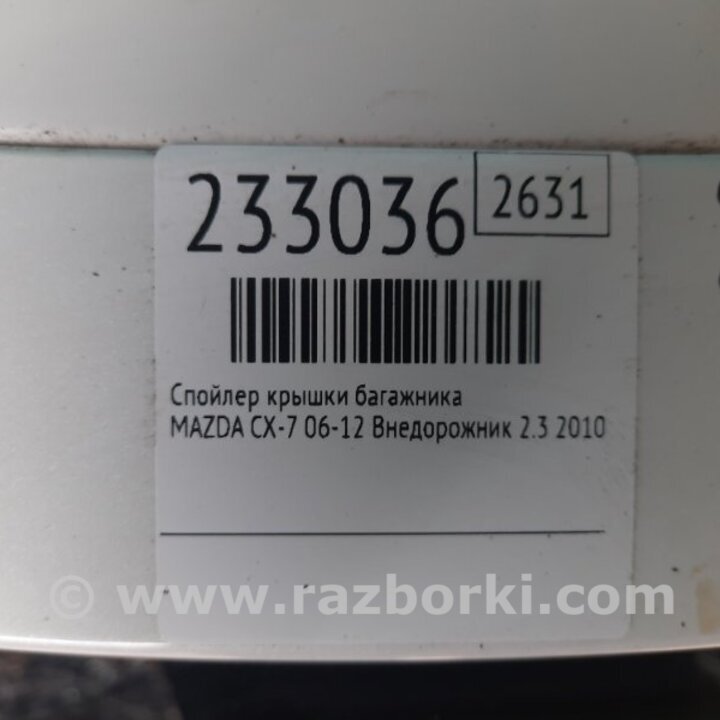 233036
2631
Спойлер крышки багажника
MAZDA CX-7 06-12 Внедорожник 2.3 2010
© www.razborki.com